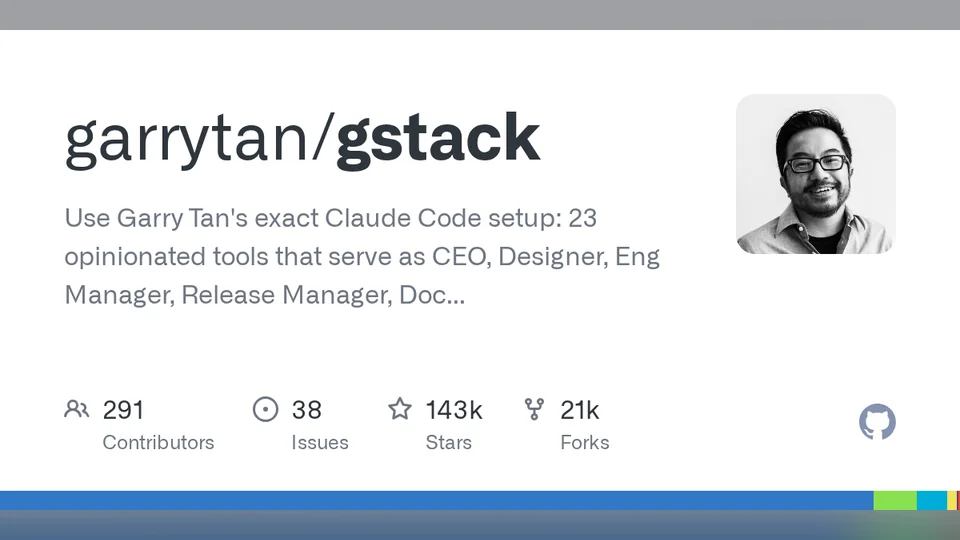 garrytan/gstack
Use Garry Tan's exact Claude Code setup: 23
opinionated tools that serve as CEO, Designer, Eng
Manager, Release Manager, Doc...
291
Contributors
38
Issues
143k
Stars
21k
Forks